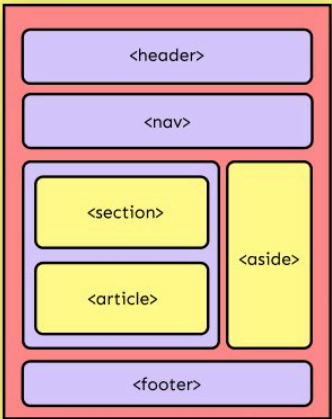 <header>
<nav>
<section>
<aside>
<article>
<footer>